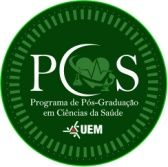 PCS
Programa de Pós-Graduação
em Ciências da Saúde
UEM